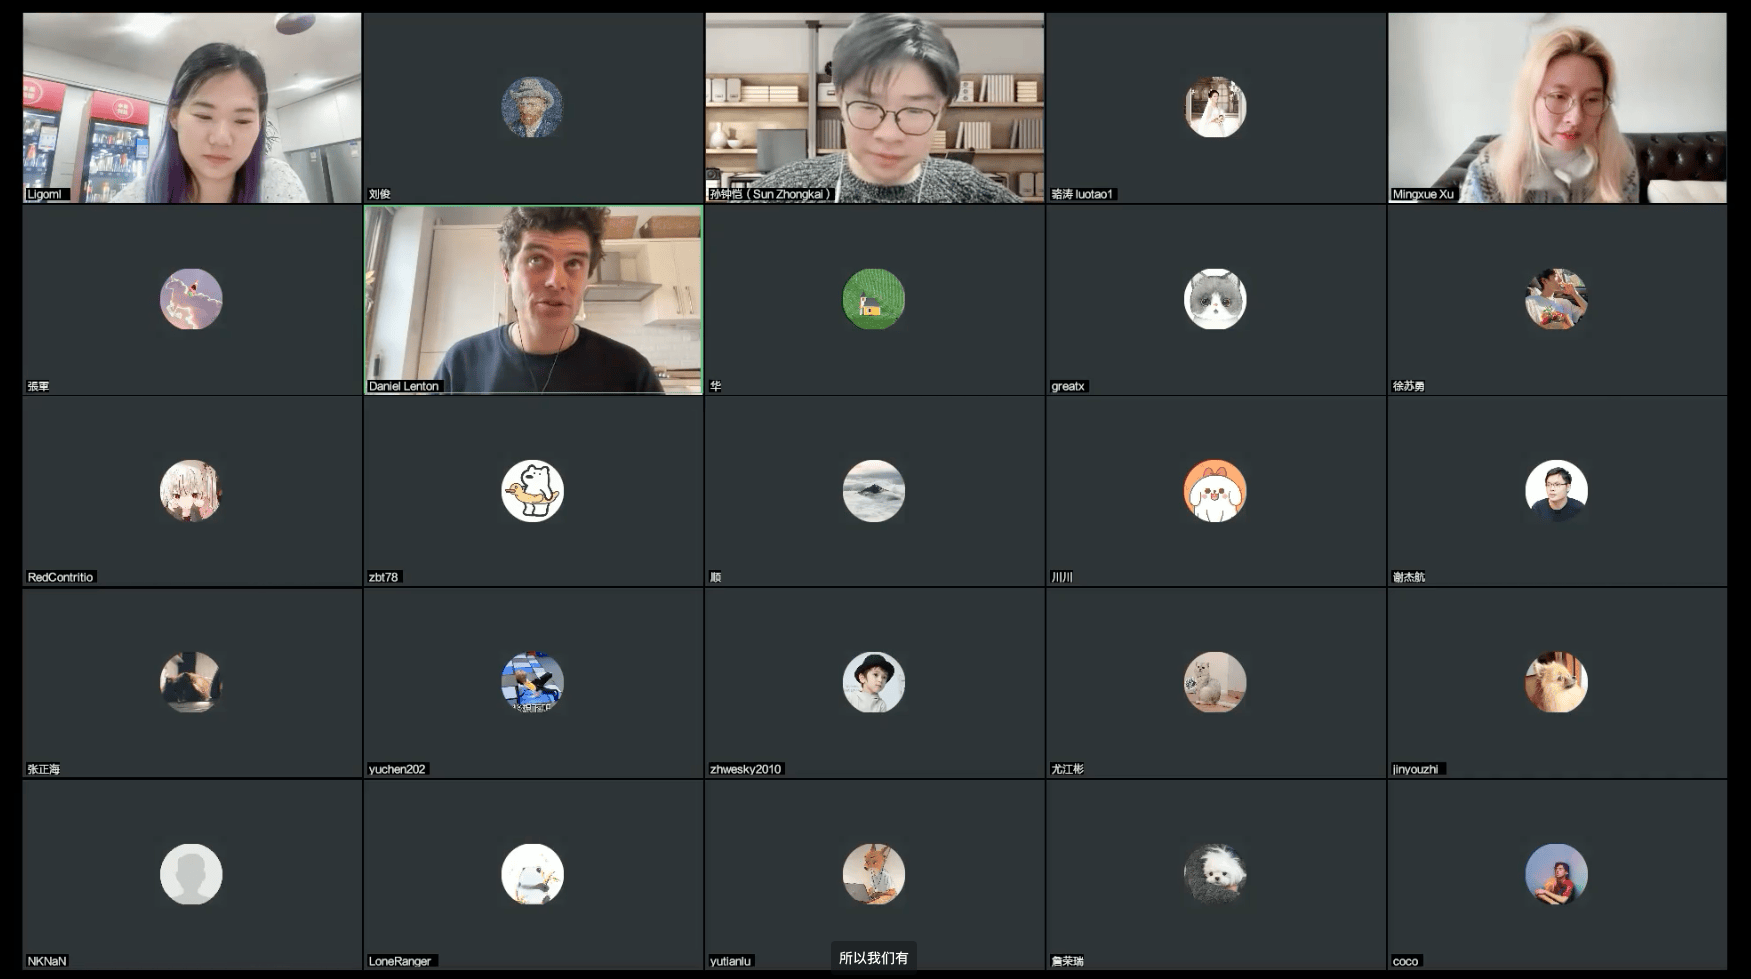 Ligoml
刘俊
孙钟恺（Sun Zhongkai）
骆涛 luotao1
Mingxue Xu
張軍
Daniel Lenton
华
greatx
徐苏勇
RedContritio
zbt78
顺
川川
谢杰航
张正海
yuchen202
zhwesky2010
尤江彬
jinyouzhi
NKNaN
LoneRanger
yutianlu
所以我们有
詹荣瑞
coco